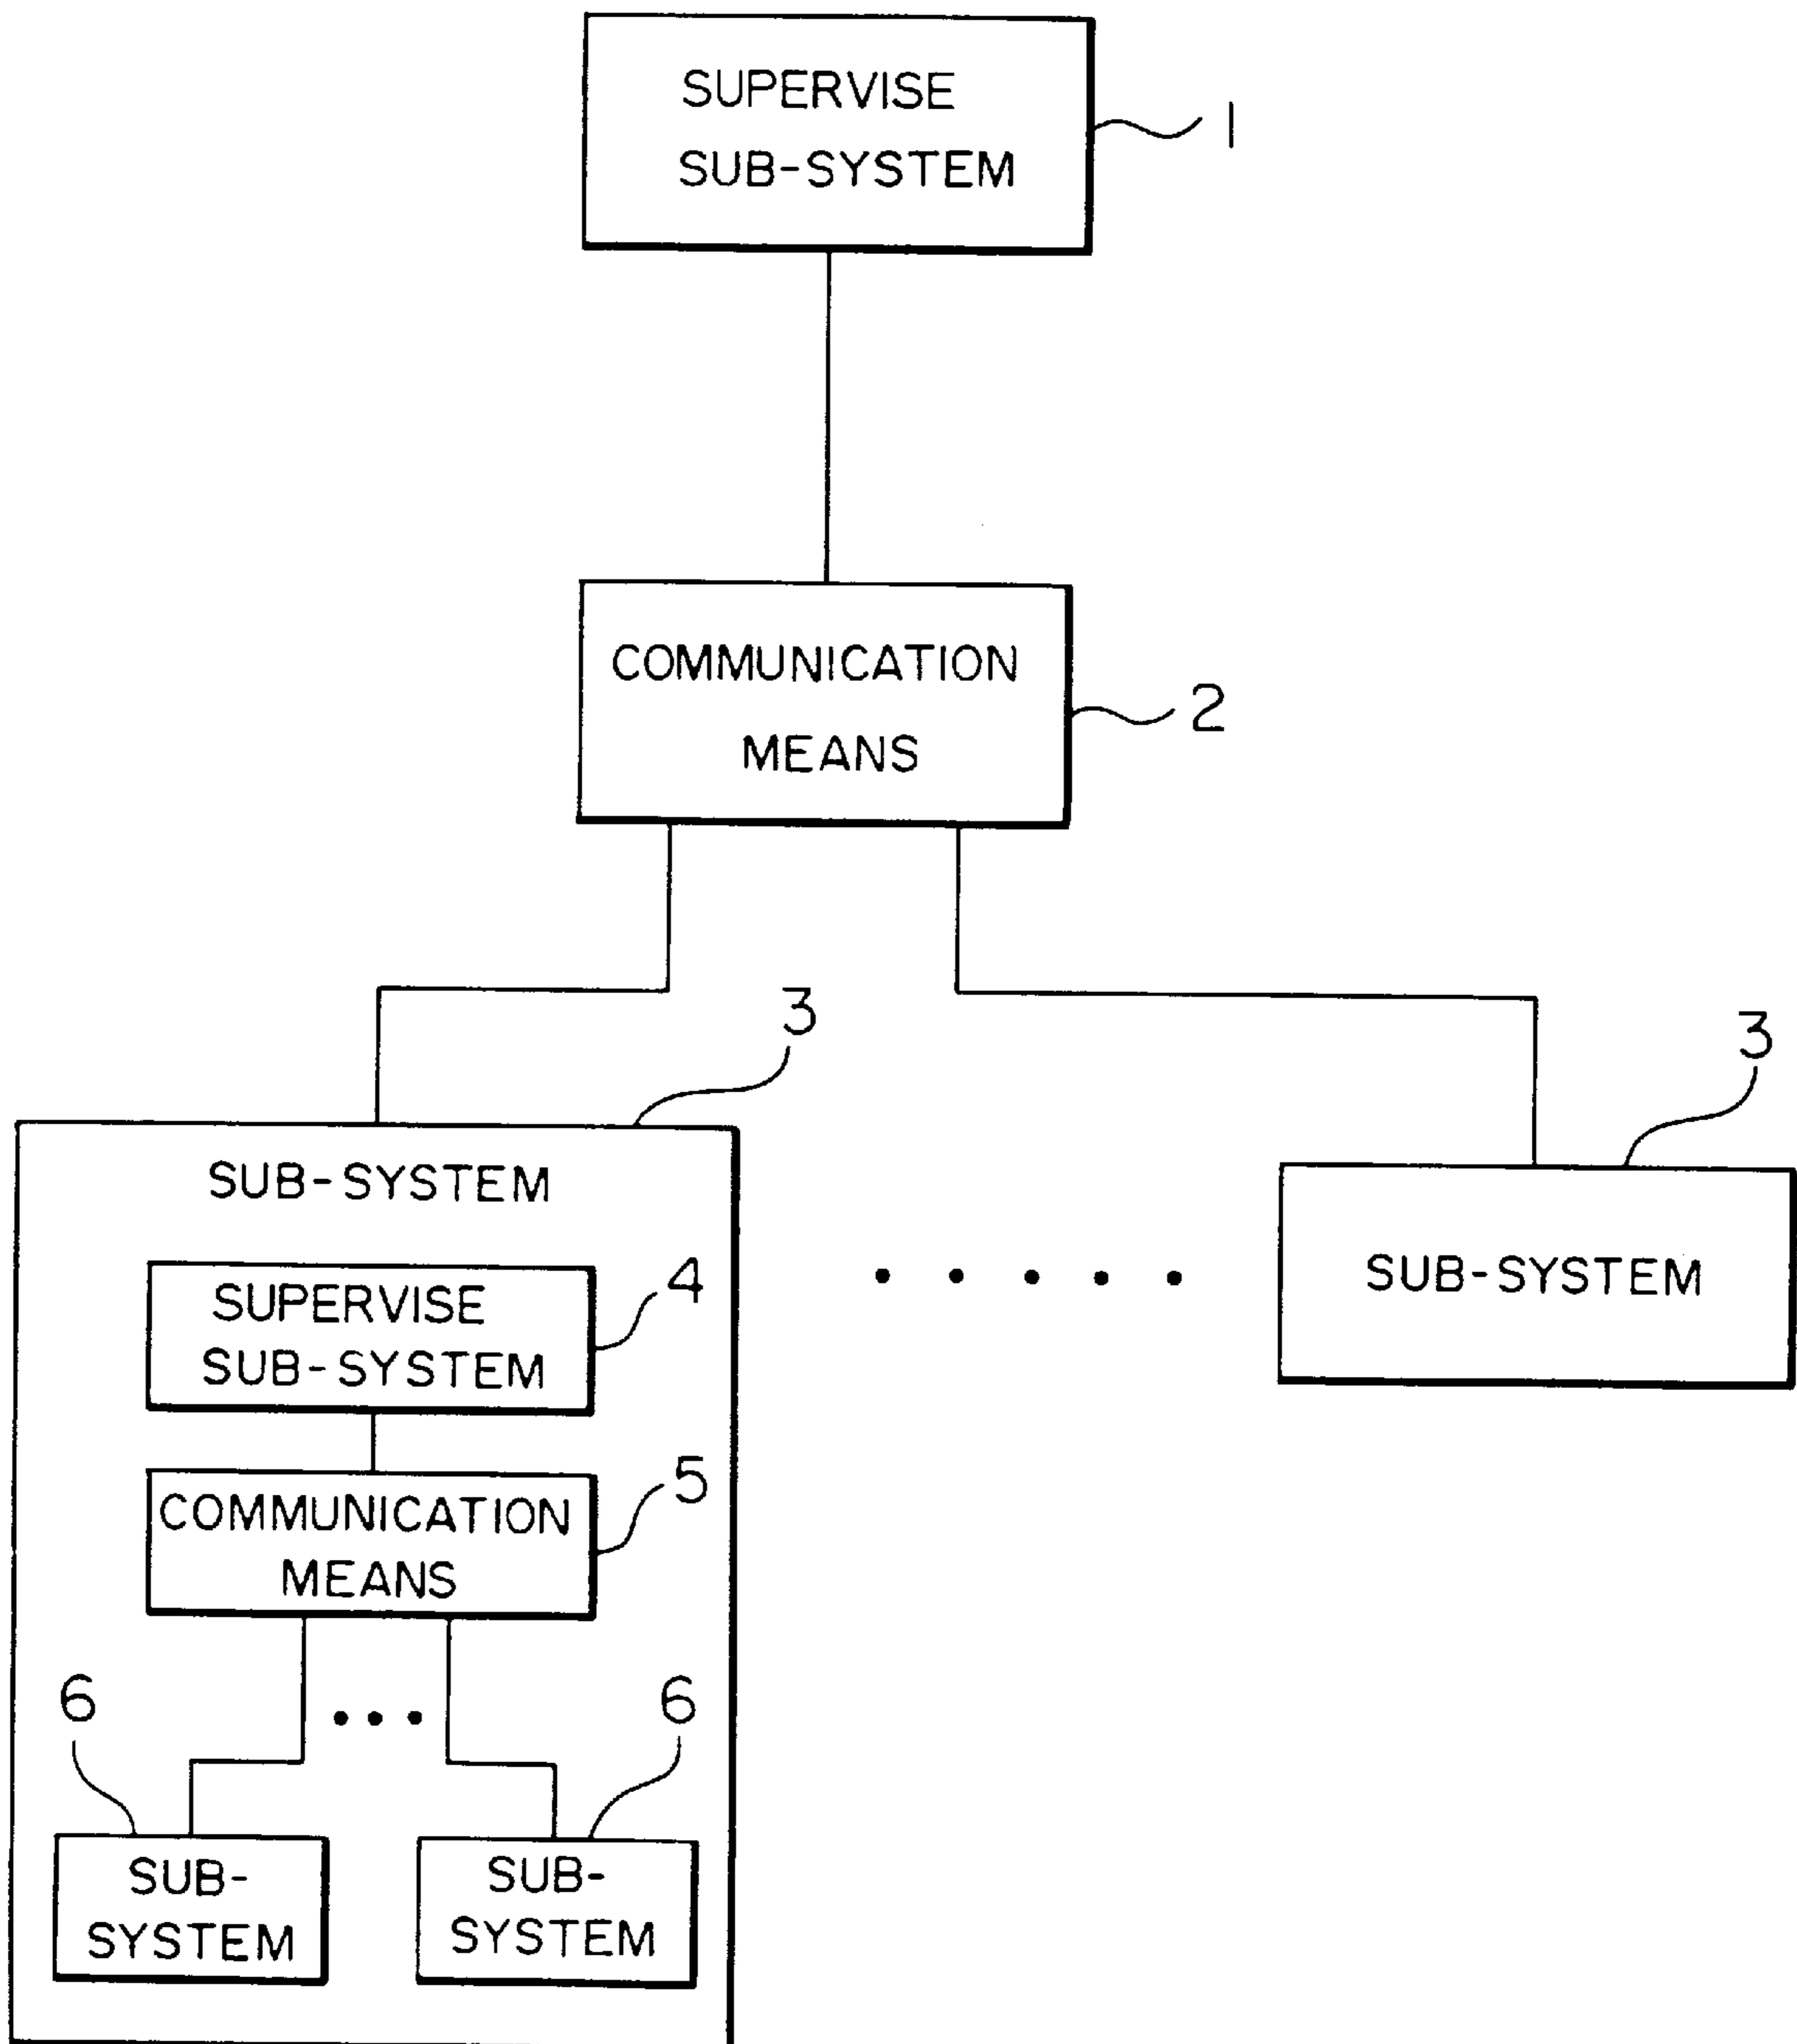 SUPERVISE
SUB-SYSTEM
1
COMMUNICATION
MEANS
2
3
3
SUB-SYSTEM
SUB-SYSTEM
SUPERVISE
SUB-SYSTEM
4
COMMUNICATION
MEANS
5
6
6
SUB-
SYSTEM
SUB-
SYSTEM